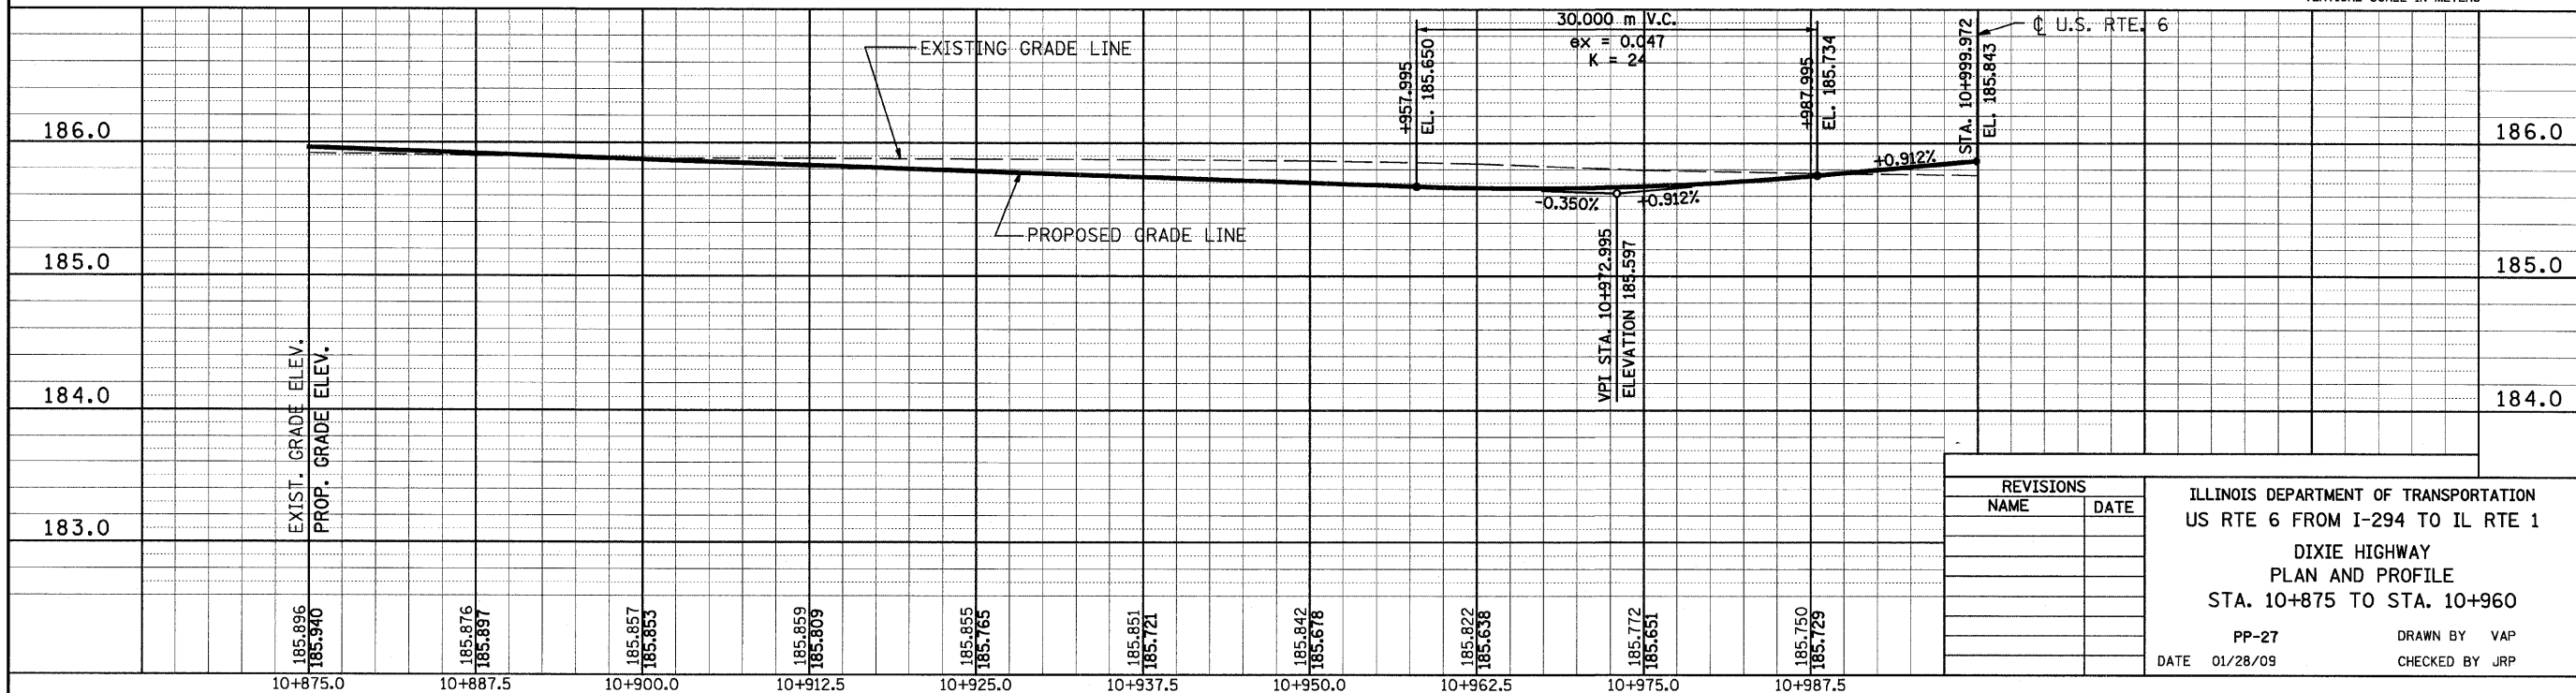 30.000 m V.C.
ex = 0.047
K = 24
EXISTING GRADE LINE
+957.995
EL. 185.650
+987.995
EL. 185.734
STA. 10+999.972
EL. 185.843
℄ U.S. RTE. 6
186.0
186.0
+0.912%
-0.350%
+0.912%
PROPOSED GRADE LINE
VPI STA. 10+972.995
ELEVATION 185.597
185.0
185.0
184.0
184.0
183.0
EXIST. GRADE ELEV.
PROP. GRADE ELEV.
185.896
185.940
185.876
185.897
185.857
185.853
185.859
185.809
185.855
185.765
185.851
185.721
185.842
185.678
185.822
185.638
185.772
185.651
185.750
185.729
10+875.0
10+887.5
10+900.0
10+912.5
10+925.0
10+937.5
10+950.0
10+962.5
10+975.0
10+987.5
REVISIONS
NAME DATE
ILLINOIS DEPARTMENT OF TRANSPORTATION
US RTE 6 FROM I-294 TO IL RTE 1
DIXIE HIGHWAY
PLAN AND PROFILE
STA. 10+875 TO STA. 10+960
PP-27 DRAWN BY VAP
DATE 01/28/09 CHECKED BY JRP